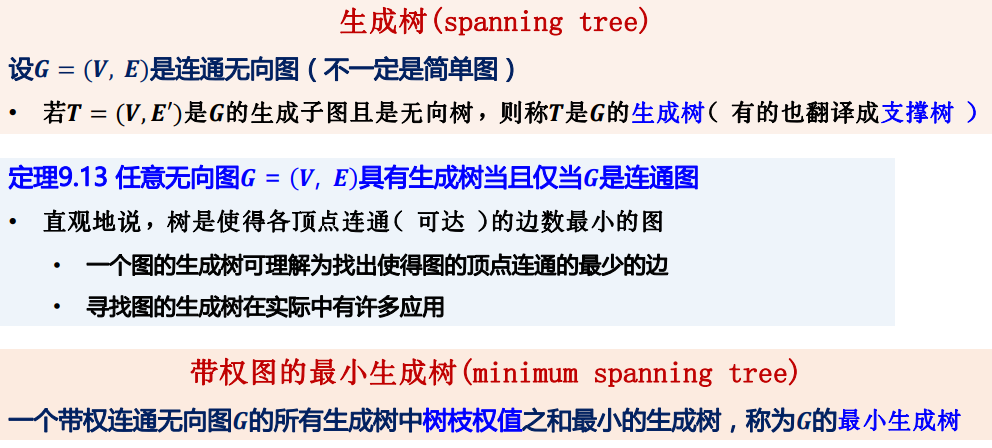 生成树(spanning tree)
设G = (V, E)是连通无向图（不一定是简单图）
• 若T = (V, E′)是G的生成子图且是无向树，则称T是G的生成树（有的也翻译成支撑树）
定理9.13 任意无向图G = (V, E)具有生成树当且仅当G是连通图
• 直观地说，树是使得各顶点连通（可达）的边数最小的图
• 一个图的生成树可理解为找出使得图的顶点连通的最少的边
• 寻找图的生成树在实际中有许多应用
带权图的最小生成树(minimum spanning tree)
一个带权连通无向图G的所有生成树中树枝权值之和最小的生成树，称为G的最小生成树